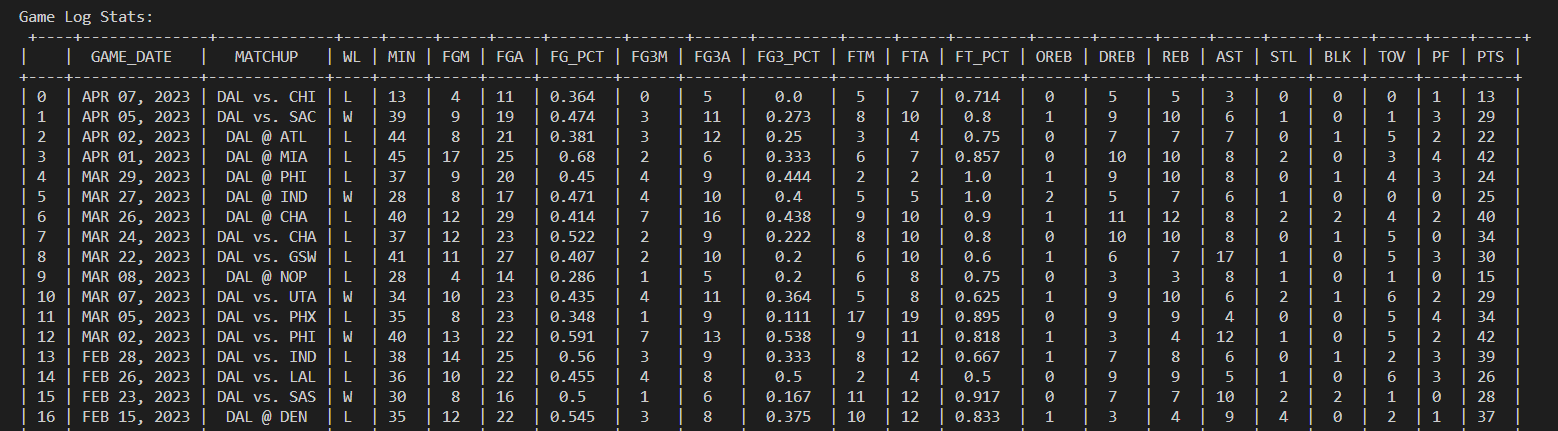 Game Log Stats:
+----+--------------+-------------+----+-----+-----+-----+--------+------+------+---------+-----+-----+--------+------+------+-----+-----+-----+-----+-----+----+-----+
|    |  GAME_DATE   |   MATCHUP   | WL | MIN | FGM | FGA | FG_PCT | FG3M | FG3A | FG3_PCT | FTM | FTA | FT_PCT | OREB | DREB | REB | AST | STL | BLK | TOV | PF | PTS |
+----+--------------+-------------+----+-----+-----+-----+--------+------+------+---------+-----+-----+--------+------+------+-----+-----+-----+-----+-----+----+-----+
| 0  | APR 07, 2023 | DAL vs. CHI | L  | 13  |  4  | 11  | 0.364  |  0   |  5   |   0.0   |  5  |  7  | 0.714  |  0   |  5   |  5  |  3  |  0  |  0  |  0  | 1  | 13  |
| 1  | APR 05, 2023 | DAL vs. SAC | W  | 39  |  9  | 19  | 0.474  |  3   |  11  |  0.273  |  8  | 10  |  0.8   |  1   |  9   | 10  |  6  |  1  |  0  |  1  | 3  | 29  |
| 2  | APR 02, 2023 |  DAL @ ATL  | L  | 44  |  8  | 21  | 0.381  |  3   |  12  |  0.25   |  3  |  4  |  0.75  |  0   |  7   |  7  |  7  |  0  |  1  |  5  | 2  | 22  |
| 3  | APR 01, 2023 |  DAL @ MIA  | L  | 45  | 17  | 25  |  0.68  |  2   |  6   |  0.333  |  6  |  7  | 0.857  |  0   |  10  | 10  |  8  |  2  |  0  |  3  | 4  | 42  |
| 4  | MAR 29, 2023 |  DAL @ PHI  | L  | 37  |  9  | 20  |  0.45  |  4   |  9   |  0.444  |  2  |  2  |  1.0   |  1   |  9   | 10  |  8  |  0  |  1  |  4  | 3  | 24  |
| 5  | MAR 27, 2023 |  DAL @ IND  | W  | 28  |  8  | 17  | 0.471  |  4   |  10  |   0.4   |  5  |  5  |  1.0   |  2   |  5   |  7  |  6  |  1  |  0  |  0  | 0  | 25  |
| 6  | MAR 26, 2023 |  DAL @ CHA  | L  | 40  | 12  | 29  | 0.414  |  7   |  16  |  0.438  |  9  | 10  |  0.9   |  1   |  11  | 12  |  8  |  2  |  2  |  4  | 2  | 40  |
| 7  | MAR 24, 2023 | DAL vs. CHA | L  | 37  | 12  | 23  | 0.522  |  2   |  9   |  0.222  |  8  | 10  |  0.8   |  0   |  10  | 10  |  8  |  0  |  1  |  5  | 0  | 34  |
| 8  | MAR 22, 2023 | DAL vs. GSW | L  | 41  | 11  | 27  | 0.407  |  2   |  10  |   0.2   |  6  | 10  |  0.6   |  1   |  6   |  7  | 17  |  1  |  0  |  5  | 3  | 30  |
| 9  | MAR 08, 2023 |  DAL @ NOP  | L  | 28  |  4  | 14  | 0.286  |  1   |  5   |   0.2   |  6  |  8  |  0.75  |  0   |  3   |  3  |  8  |  1  |  0  |  1  | 0  | 15  |
| 10 | MAR 07, 2023 | DAL vs. UTA | W  | 34  | 10  | 23  | 0.435  |  4   |  11  |  0.364  |  5  |  8  | 0.625  |  1   |  9   | 10  |  6  |  2  |  1  |  6  | 2  | 29  |
| 11 | MAR 05, 2023 | DAL vs. PHX | L  | 35  |  8  | 23  | 0.348  |  1   |  9   |  0.111  | 17  | 19  | 0.895  |  0   |  9   |  9  |  4  |  0  |  0  |  5  | 4  | 34  |
| 12 | MAR 02, 2023 | DAL vs. PHI | W  | 40  | 13  | 22  | 0.591  |  7   |  13  |  0.538  |  9  | 11  | 0.818  |  1   |  3   |  4  | 12  |  1  |  0  |  5  | 2  | 42  |
| 13 | FEB 28, 2023 | DAL vs. IND | L  | 38  | 14  | 25  |  0.56  |  3   |  9   |  0.333  |  8  | 12  | 0.667  |  1   |  7   |  8  |  6  |  0  |  1  |  2  | 3  | 39  |
| 14 | FEB 26, 2023 | DAL vs. LAL | L  | 36  | 10  | 22  | 0.455  |  4   |  8   |   0.5   |  2  |  4  |  0.5   |  0   |  9   |  9  |  5  |  1  |  0  |  6  | 3  | 26  |
| 15 | FEB 23, 2023 | DAL vs. SAS | W  | 30  |  8  | 16  |  0.5   |  1   |  6   |  0.167  | 11  | 12  | 0.917  |  0   |  7   |  7  | 10  |  2  |  2  |  1  | 0  | 28  |
| 16 | FEB 15, 2023 |  DAL @ DEN  | L  | 35  | 12  | 22  | 0.545  |  3   |  8   |  0.375  | 10  | 12  | 0.833  |  1   |  3   |  4  |  9  |  4  |  0  |  2  | 1  | 37  |